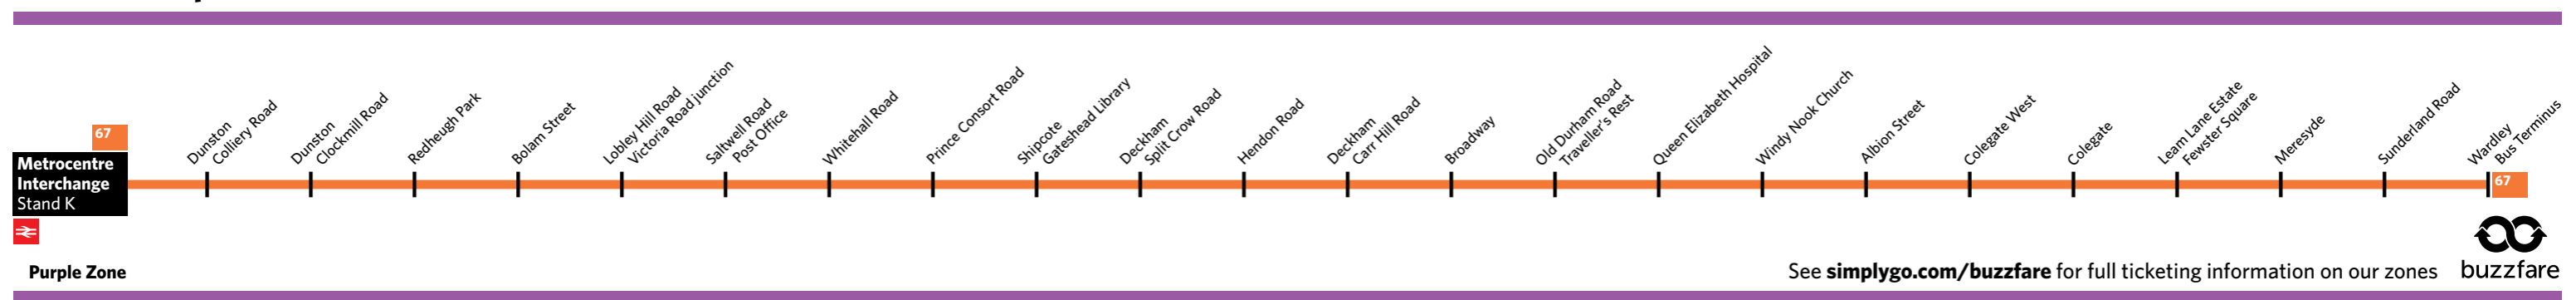 67
Metrocentre
Interchange
Stand K
Dunston
Colliery Road
Dunston
Clockmill Road
Redheugh Park
Bolam Street
Lobley Hill Road
Victoria Road junction
Saltwell Road
Post Office
Whitehall Road
Prince Consort Road
Shipcote
Gateshead Library
Deckham
Split Crow Road
Hendon Road
Deckham
Carr Hill Road
Broadway
Old Durham Road
Traveller's Rest
Queen Elizabeth Hospital
Windy Nook Church
Albion Street
Colegate West
Colegate
Leam Lane Estate
Fewster Square
Meresyde
Sunderland Road
Wardley
Bus Terminus
67
Purple Zone
See simplygo.com/buzzfare for full ticketing information on our zones
buzzfare